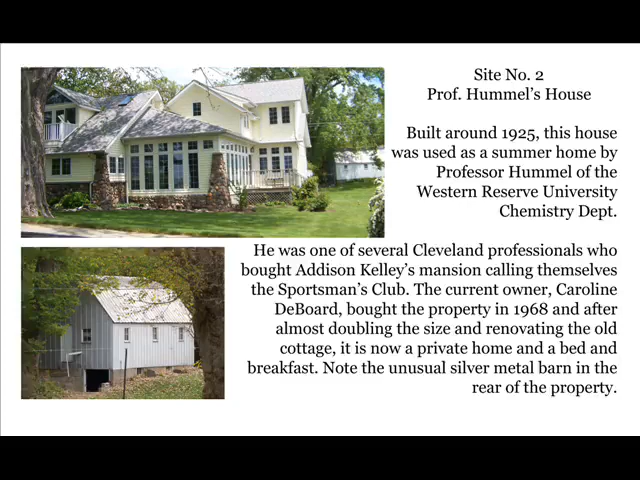 Site No. 2
Prof. Hummel's House
Built around 1925, this house
was used as a summer home by
Professor Hummel of the
Western Reserve University
Chemistry Dept.
He was one of several Cleveland professionals who
bought Addison Kelley's mansion calling themselves
the Sportsman's Club. The current owner, Caroline
DeBoard, bought the property in 1968 and after
almost doubling the size and renovating the old
cottage, it is now a private home and a bed and
breakfast. Note the unusual silver metal barn in the
rear of the property.